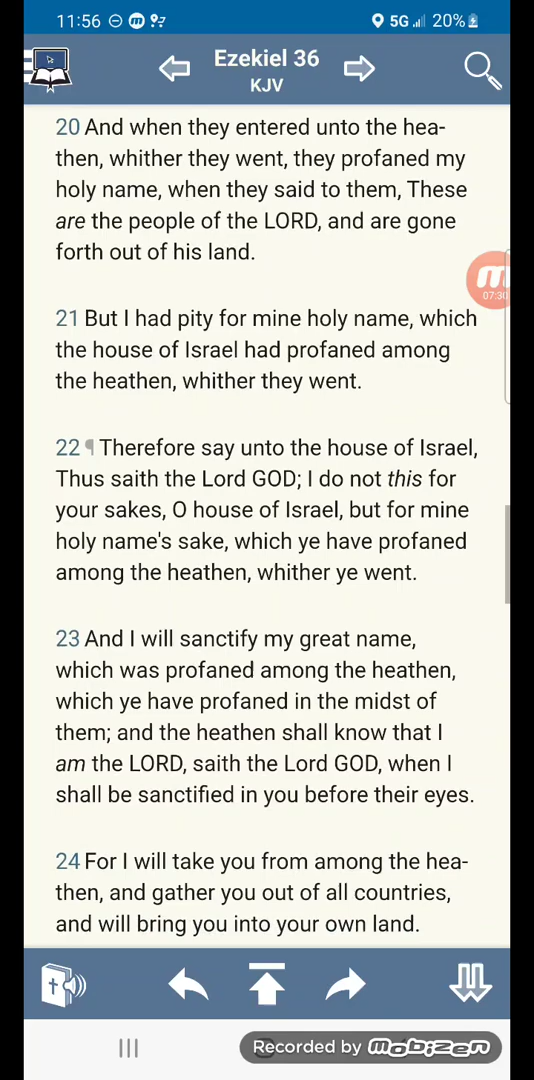 11:56 5G 20%
Ezekiel 36
KJV
20 And when they entered unto the hea-
then, whither they went, they profaned my
holy name, when they said to them, These
are the people of the LORD, and are gone
forth out of his land.
07:30
21 But I had pity for mine holy name, which
the house of Israel had profaned among
the heathen, whither they went.
22 ¶ Therefore say unto the house of Israel,
Thus saith the Lord GOD; I do not this for
your sakes, O house of Israel, but for mine
holy name's sake, which ye have profaned
among the heathen, whither ye went.
23 And I will sanctify my great name,
which was profaned among the heathen,
which ye have profaned in the midst of
them; and the heathen shall know that I
am the LORD, saith the Lord GOD, when I
shall be sanctified in you before their eyes.
24 For I will take you from among the hea-
then, and gather you out of all countries,
and will bring you into your own land.
Recorded by mobizen